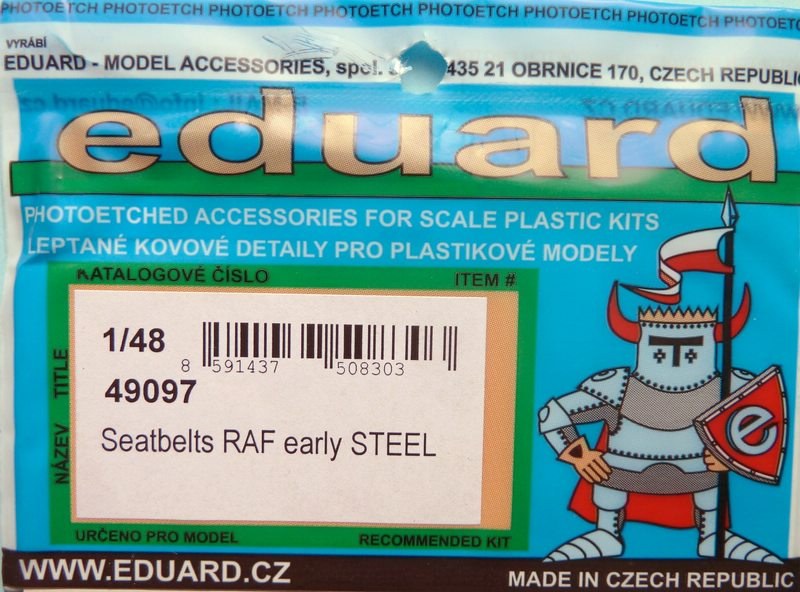 PHOTOETCH PHOTOETCH PHOTOETCH PHOTOETCH PHOTOETCH PHOTOETCH PHOTOETCH
VYRÁBÍ
EDUARD - MODEL ACCESSORIES, spol. 435 21 OBRNICE 170, CZECH REPUBLIC
eduard
PHOTOETCHED ACCESSORIES FOR SCALE PLASTIC KITS
LEPTANÉ KOVOVÉ DETAILY PRO PLASTIKOVÉ MODELY
KATALOGOVÉ ČÍSLO ITEM #
1/48
8 591437 508303
49097
NÁZEV TITLE
Seatbelts RAF early STEEL
e
URČENO PRO MODEL RECOMMENDED KIT
WWW.EDUARD.CZ MADE IN CZECH REPUBLIC